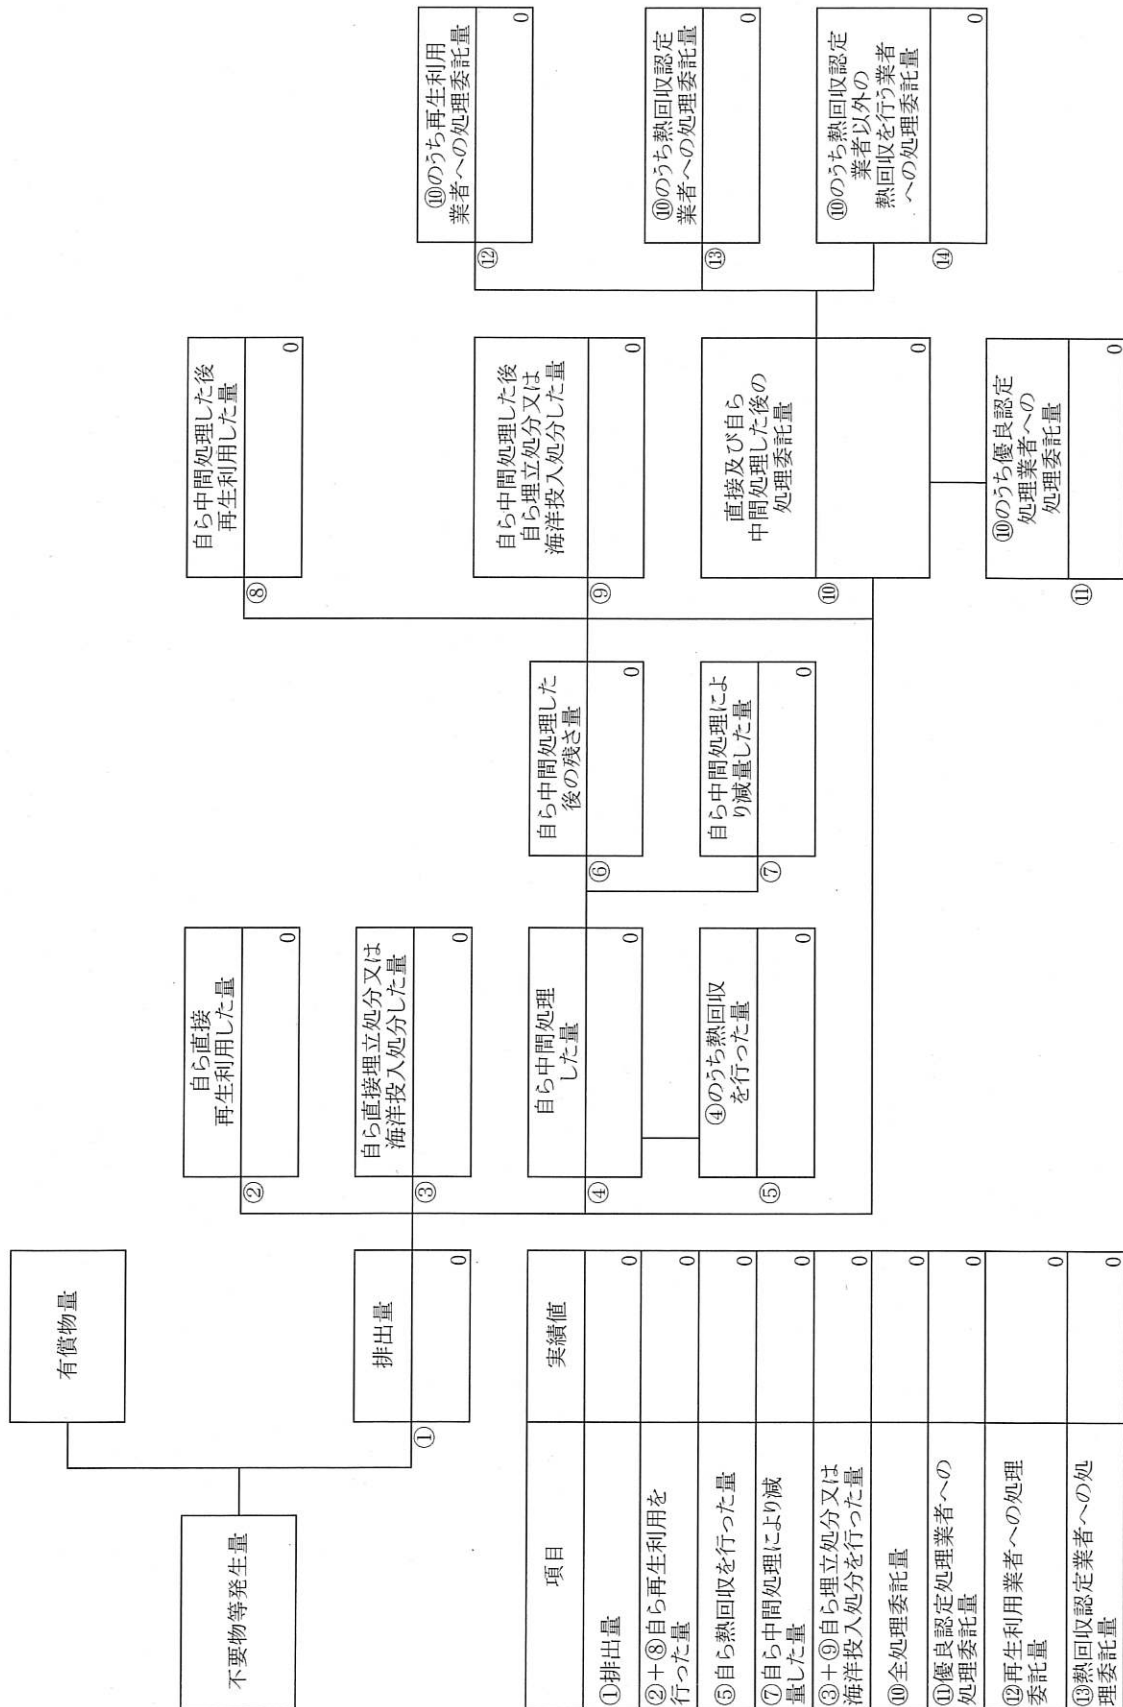 不要物等発生量
有償物量
①
排出量
0
②
自ら直接
再生利用した量
0
③
自ら直接埋立処分又は
海洋投入処分した量
0
④
自ら中間処理
した量
0
⑤
④のうち熱回収
を行った量
0
⑥
自ら中間処理した
後の残さ量
0
⑦
自ら中間処理によ
り減量した量
0
⑧
自ら中間処理した後
再生利用した量
0
⑨
自ら中間処理した後
自ら埋立処分又は
海洋投入処分した量
0
⑩
直接及び自ら
中間処理した後の
処理委託量
0
⑪
⑩のうち優良認定
処理業者への
処理委託量
0
⑫
⑩のうち再生利用
業者への処理委託量
0
⑬
⑩のうち熱回収認定
業者への処理委託量
0
⑭
⑩のうち熱回収認定
業者以外の
熱回収を行う業者
への処理委託量
0
項目 実績値
①排出量 0
②+⑧自ら再生利用を
行った量 0
⑤自ら熱回収を行った量 0
⑦自ら中間処理により減
量した量 0
③+⑨自ら埋立処分又は
海洋投入処分を行った量 0
⑩全処理委託量 0
⑪優良認定処理業者への
処理委託量 0
⑫再生利用業者への処理
委託量 0
⑬熱回収認定業者への処
理委託量 0